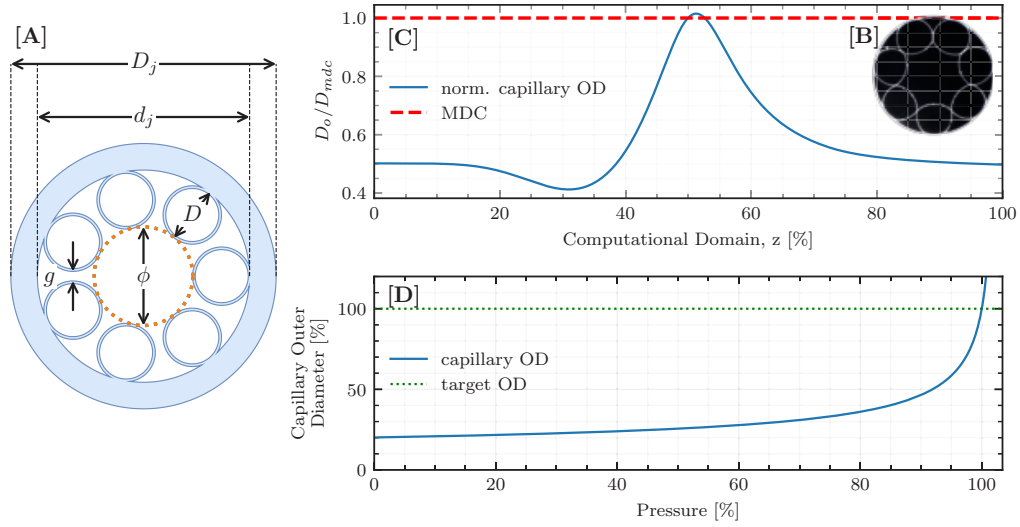 [A]
D_j
d_j
D
g
ϕ
[C]
[B]
norm. capillary OD
MDC
D_o/D_mdc
1.0
0.8
0.6
0.4
0
20
40
60
80
100
Computational Domain, z [%]
[D]
capillary OD
target OD
Capillary Outer
Diameter [%]
100
50
0
0
20
40
60
80
100
Pressure [%]